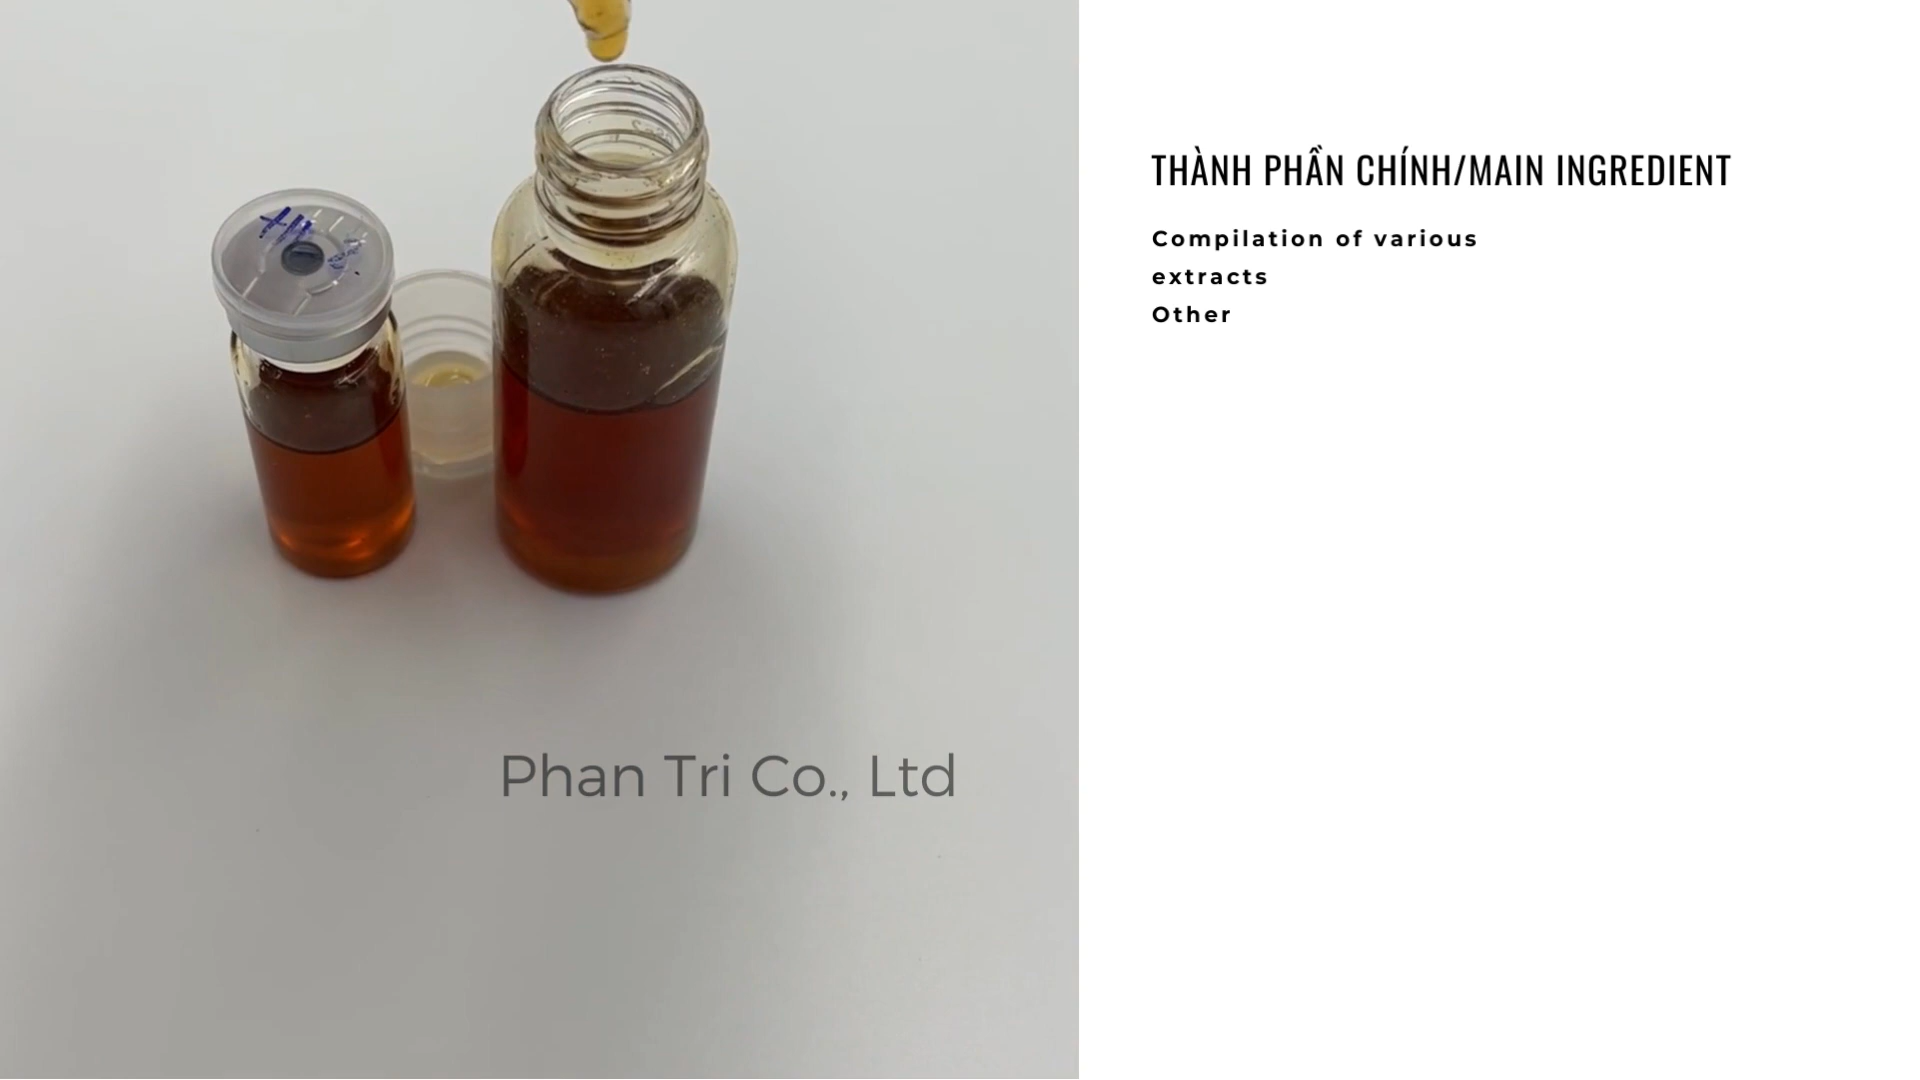 THÀNH PHẦN CHÍNH/MAIN INGREDIENT
Compilation of various
extracts
Other
Phan Tri Co., Ltd